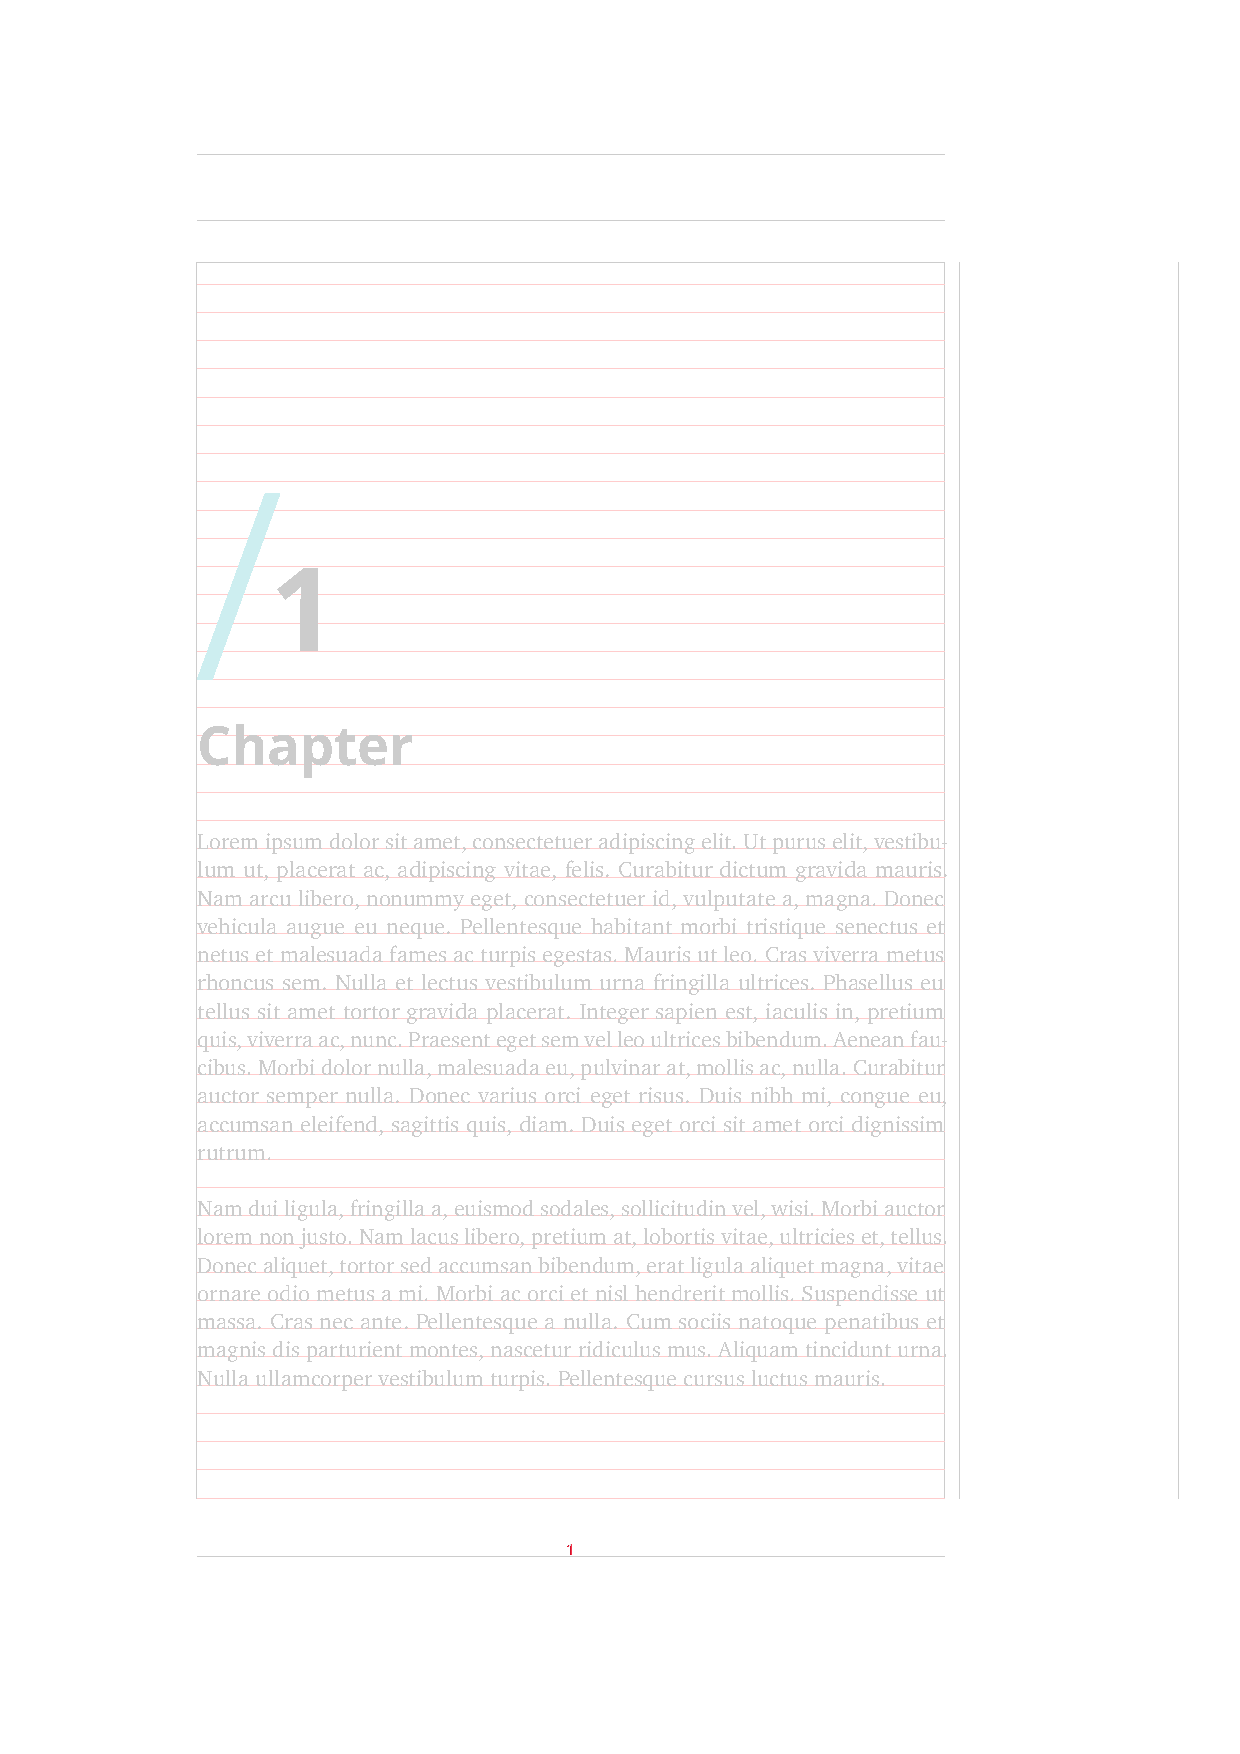 /1
Chapter
Lorem ipsum dolor sit amet, consectetuer adipiscing elit. Ut purus elit, vestibu-
lum ut, placerat ac, adipiscing vitae, felis. Curabitur dictum gravida mauris.
Nam arcu libero, nonummy eget, consectetuer id, vulputate a, magna. Donec
vehicula augue eu neque. Pellentesque habitant morbi tristique senectus et
netus et malesuada fames ac turpis egestas. Mauris ut leo. Cras viverra metus
rhoncus sem. Nulla et lectus vestibulum urna fringilla ultrices. Phasellus eu
tellus sit amet tortor gravida placerat. Integer sapien est, iaculis in, pretium
quis, viverra ac, nunc. Praesent eget sem vel leo ultrices bibendum. Aenean fau-
cibus. Morbi dolor nulla, malesuada eu, pulvinar at, mollis ac, nulla. Curabitur
auctor semper nulla. Donec varius orci eget risus. Duis nibh mi, congue eu,
accumsan eleifend, sagittis quis, diam. Duis eget orci sit amet orci dignissim
rutrum.
Nam dui ligula, fringilla a, euismod sodales, sollicitudin vel, wisi. Morbi auctor
lorem non justo. Nam lacus libero, pretium at, lobortis vitae, ultricies et, tellus.
Donec aliquet, tortor sed accumsan bibendum, erat ligula aliquet magna, vitae
ornare odio metus a mi. Morbi ac orci et nisl hendrerit mollis. Suspendisse ut
massa. Cras nec ante. Pellentesque a nulla. Cum sociis natoque penatibus et
magnis dis parturient montes, nascetur ridiculus mus. Aliquam tincidunt urna.
Nulla ullamcorper vestibulum turpis. Pellentesque cursus luctus mauris.
1